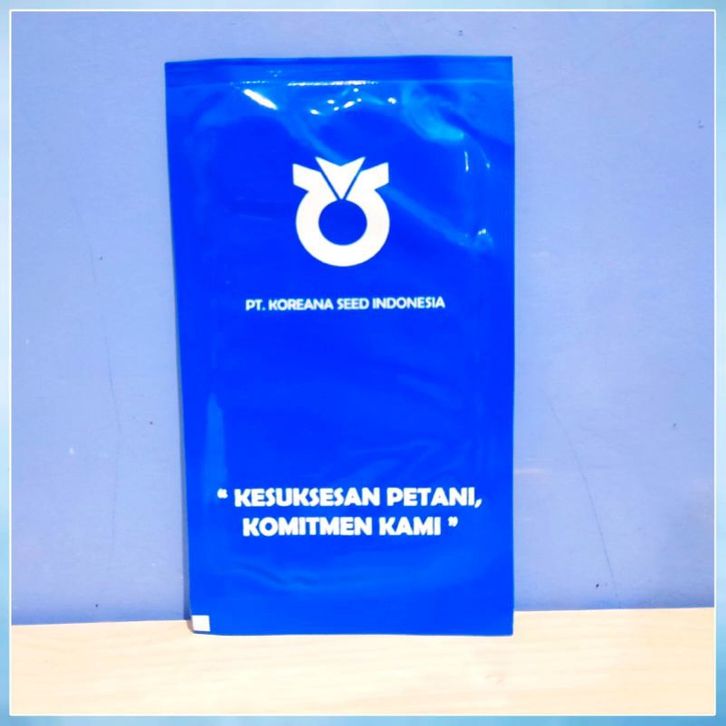 PT. KOREANA SEED INDONESIA
“ KESUKSESAN PETANI,
KOMITMEN KAMI ”